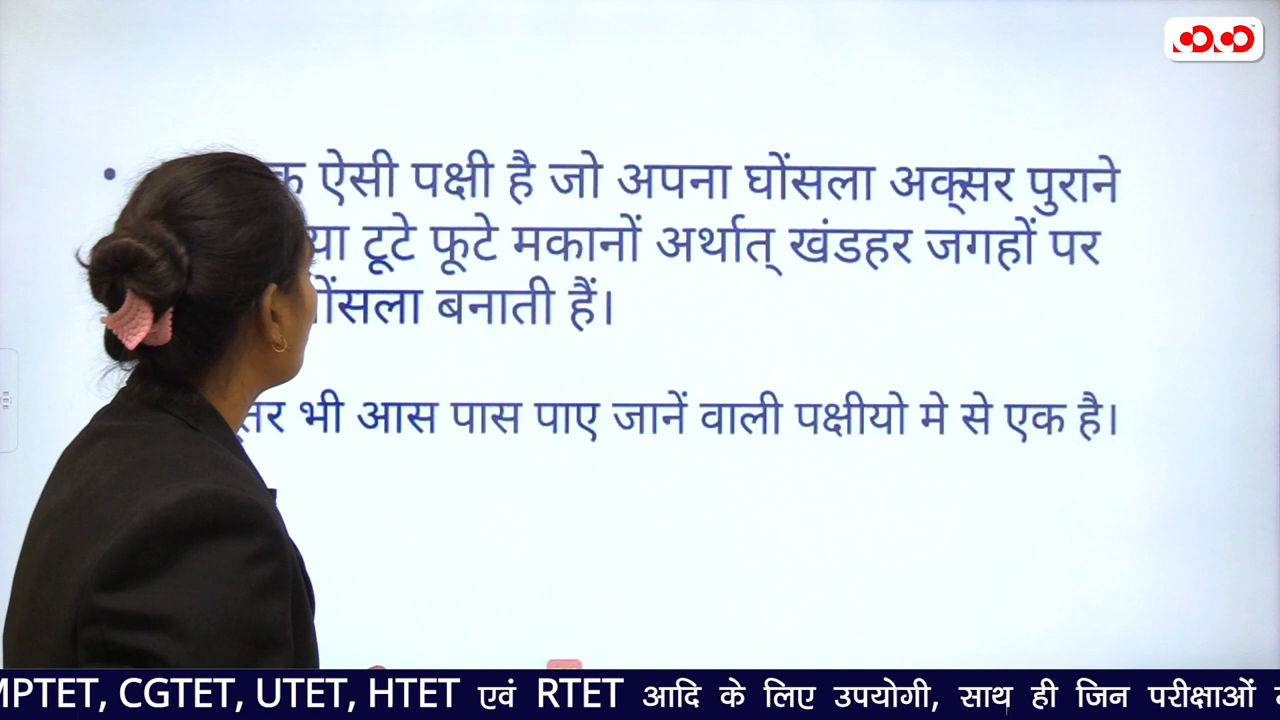 ऐसी पक्षी है जो अपना घोंसला अक्सर पुराने
या टूटे फूटे मकानों अर्थात् खंडहर जगहों पर
बनाती हैं।
भी आस पास पाए जानें वाली पक्षीयो मे से एक है।
MPTET, CGTET, UTET, HTET एवं RTET आदि के लिए उपयोगी, साथ ही जिन परीक्षाओं